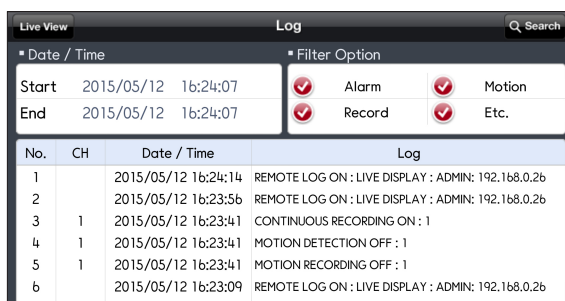 Live View Log Search
Date / Time Filter Option
Start 2015/05/12 16:24:07 Alarm Motion
End 2015/05/12 16:24:07 Record Etc.
No. CH Date / Time Log
1 2015/05/12 16:24:14 REMOTE LOG ON : LIVE DISPLAY : ADMIN: 192.168.0.26
2 2015/05/12 16:23:56 REMOTE LOG ON : LIVE DISPLAY : ADMIN: 192.168.0.26
3 1 2015/05/12 16:23:41 CONTINUOUS RECORDING ON : 1
4 1 2015/05/12 16:23:41 MOTION DETECTION OFF : 1
5 1 2015/05/12 16:23:41 MOTION RECORDING OFF : 1
6 2015/05/12 16:23:09 REMOTE LOG ON : LIVE DISPLAY : ADMIN: 192.168.0.26